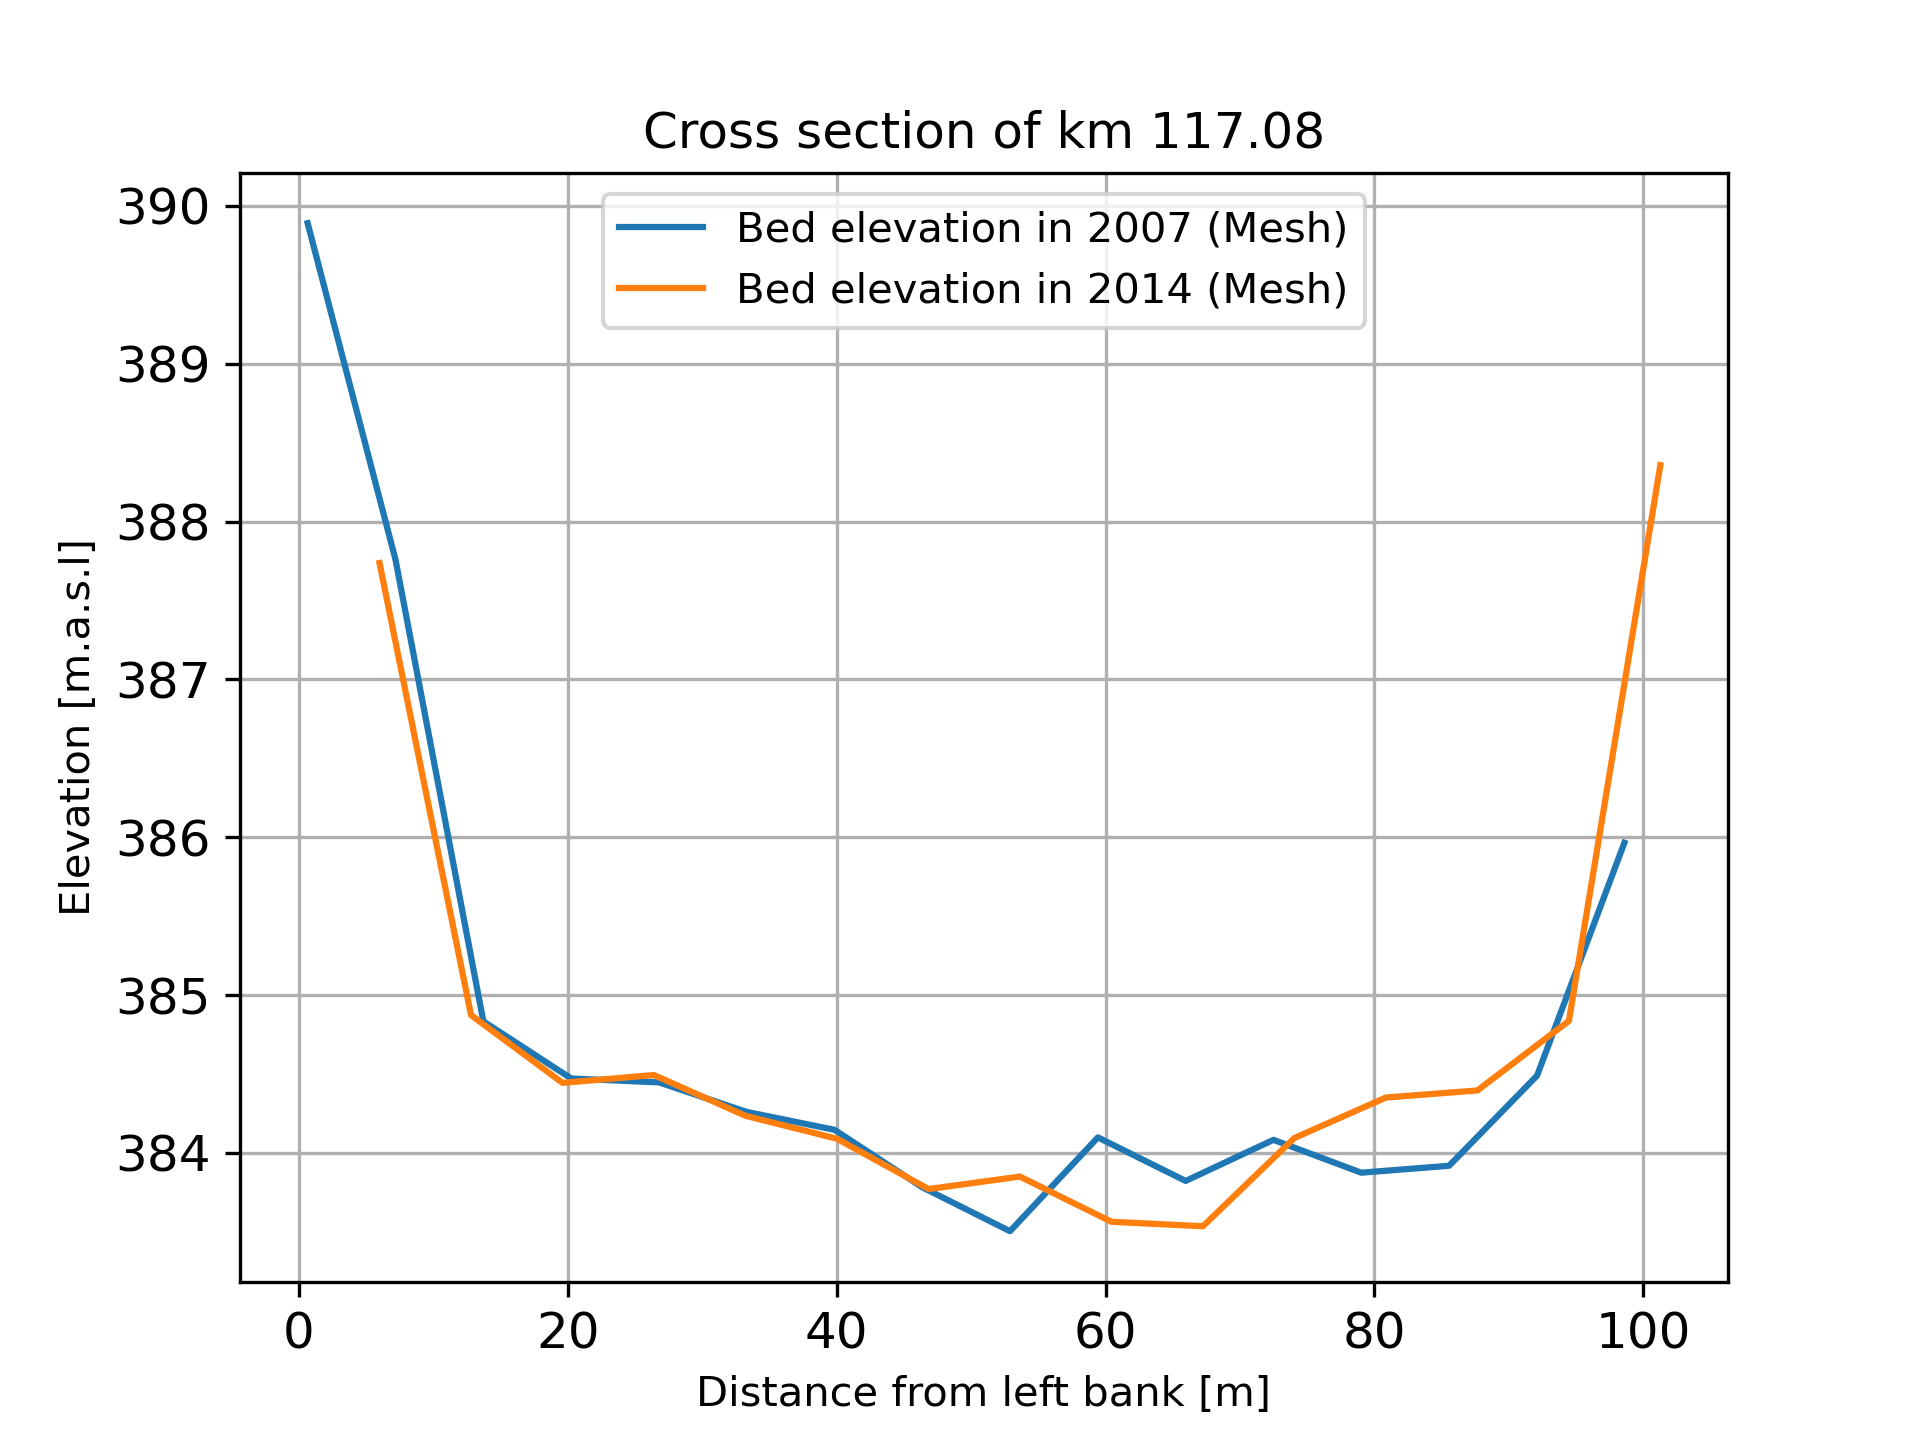 Cross section of km 117.08
Bed elevation in 2007 (Mesh)
Bed elevation in 2014 (Mesh)
390
389
388
387
386
385
384
Elevation [m.a.s.l]
0 20 40 60 80 100
Distance from left bank [m]